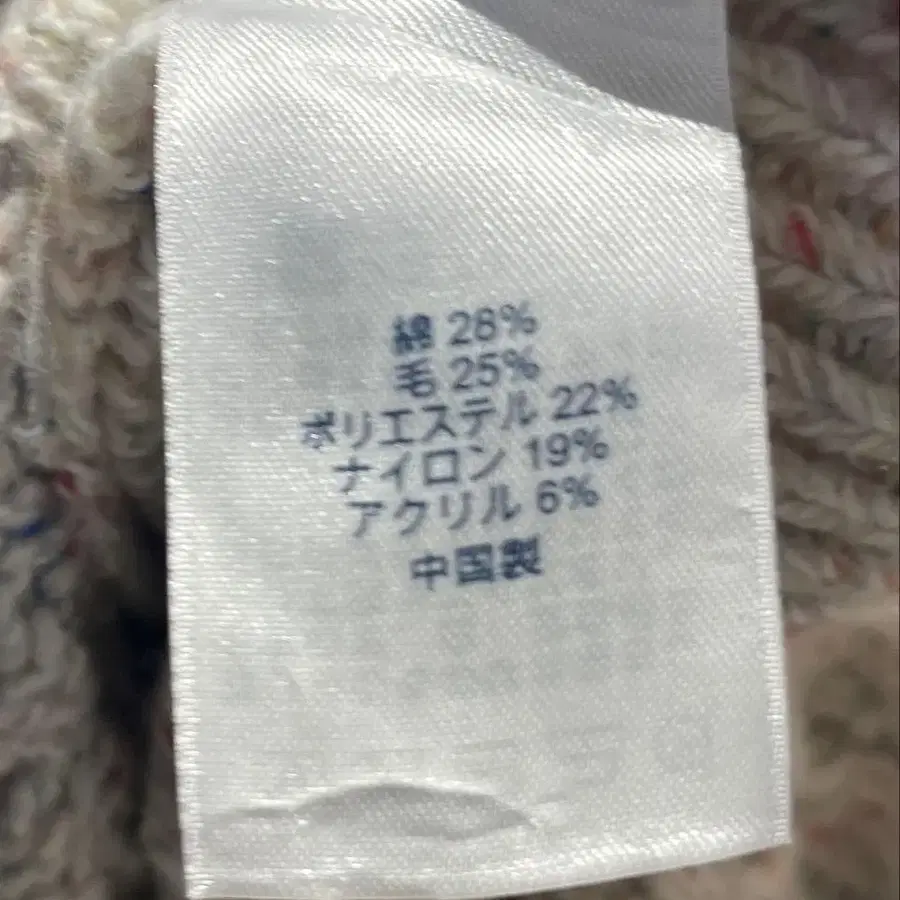 綿 28%
毛 25%
ポリエステル 22%
ナイロン 19%
アクリル 6%
中国製